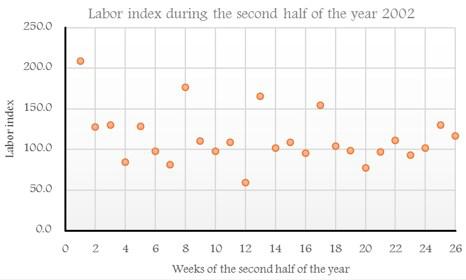 Labor index during the second half of the year 2002
250.0
200.0
150.0
100.0
50.0
0.0
Labor index
0 2 4 6 8 10 12 14 16 18 20 22 24 26
Weeks of the second half of the year